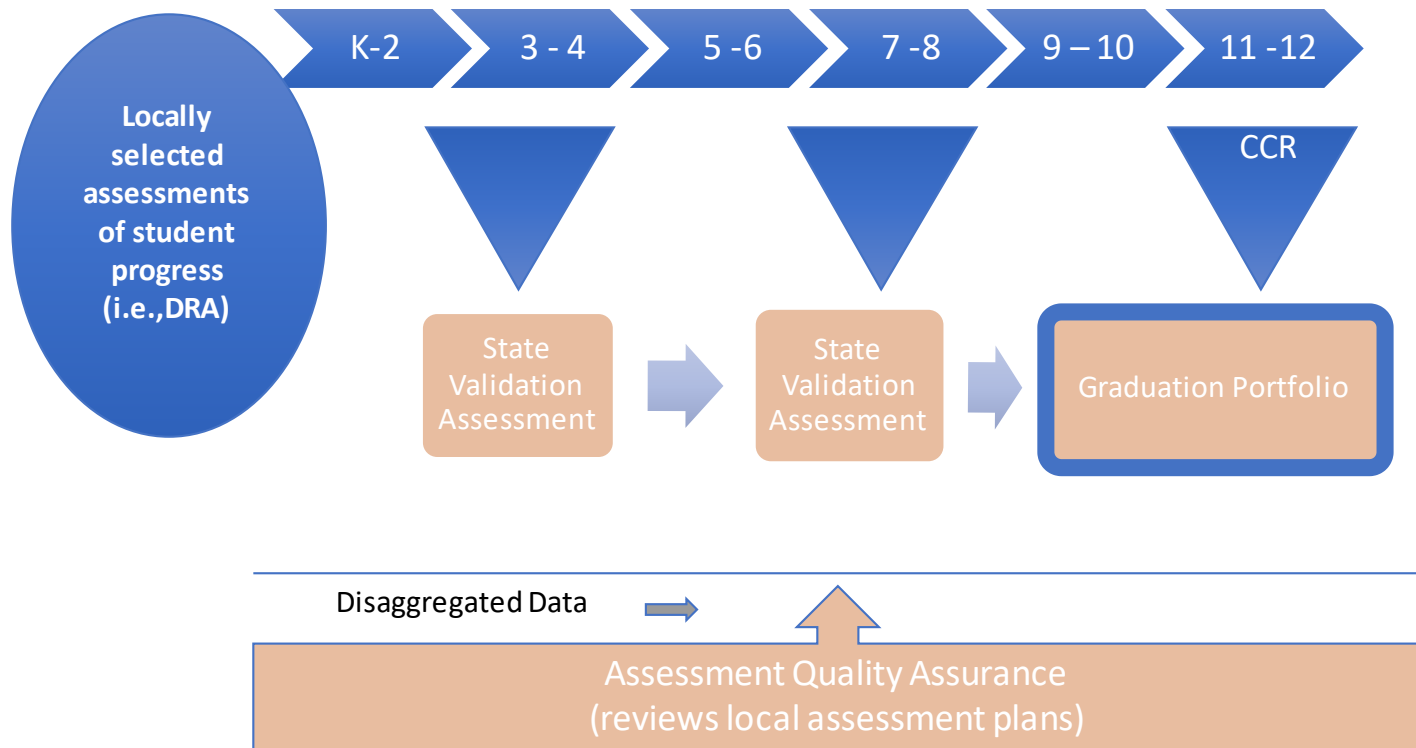 Locally
selected
assessments
of student
progress
(i.e.,DRA)
K-2
3 - 4
5 -6
7 -8
9 – 10
11 -12
CCR
State
Validation
Assessment
State
Validation
Assessment
Graduation Portfolio
Disaggregated Data
Assessment Quality Assurance
(reviews local assessment plans)